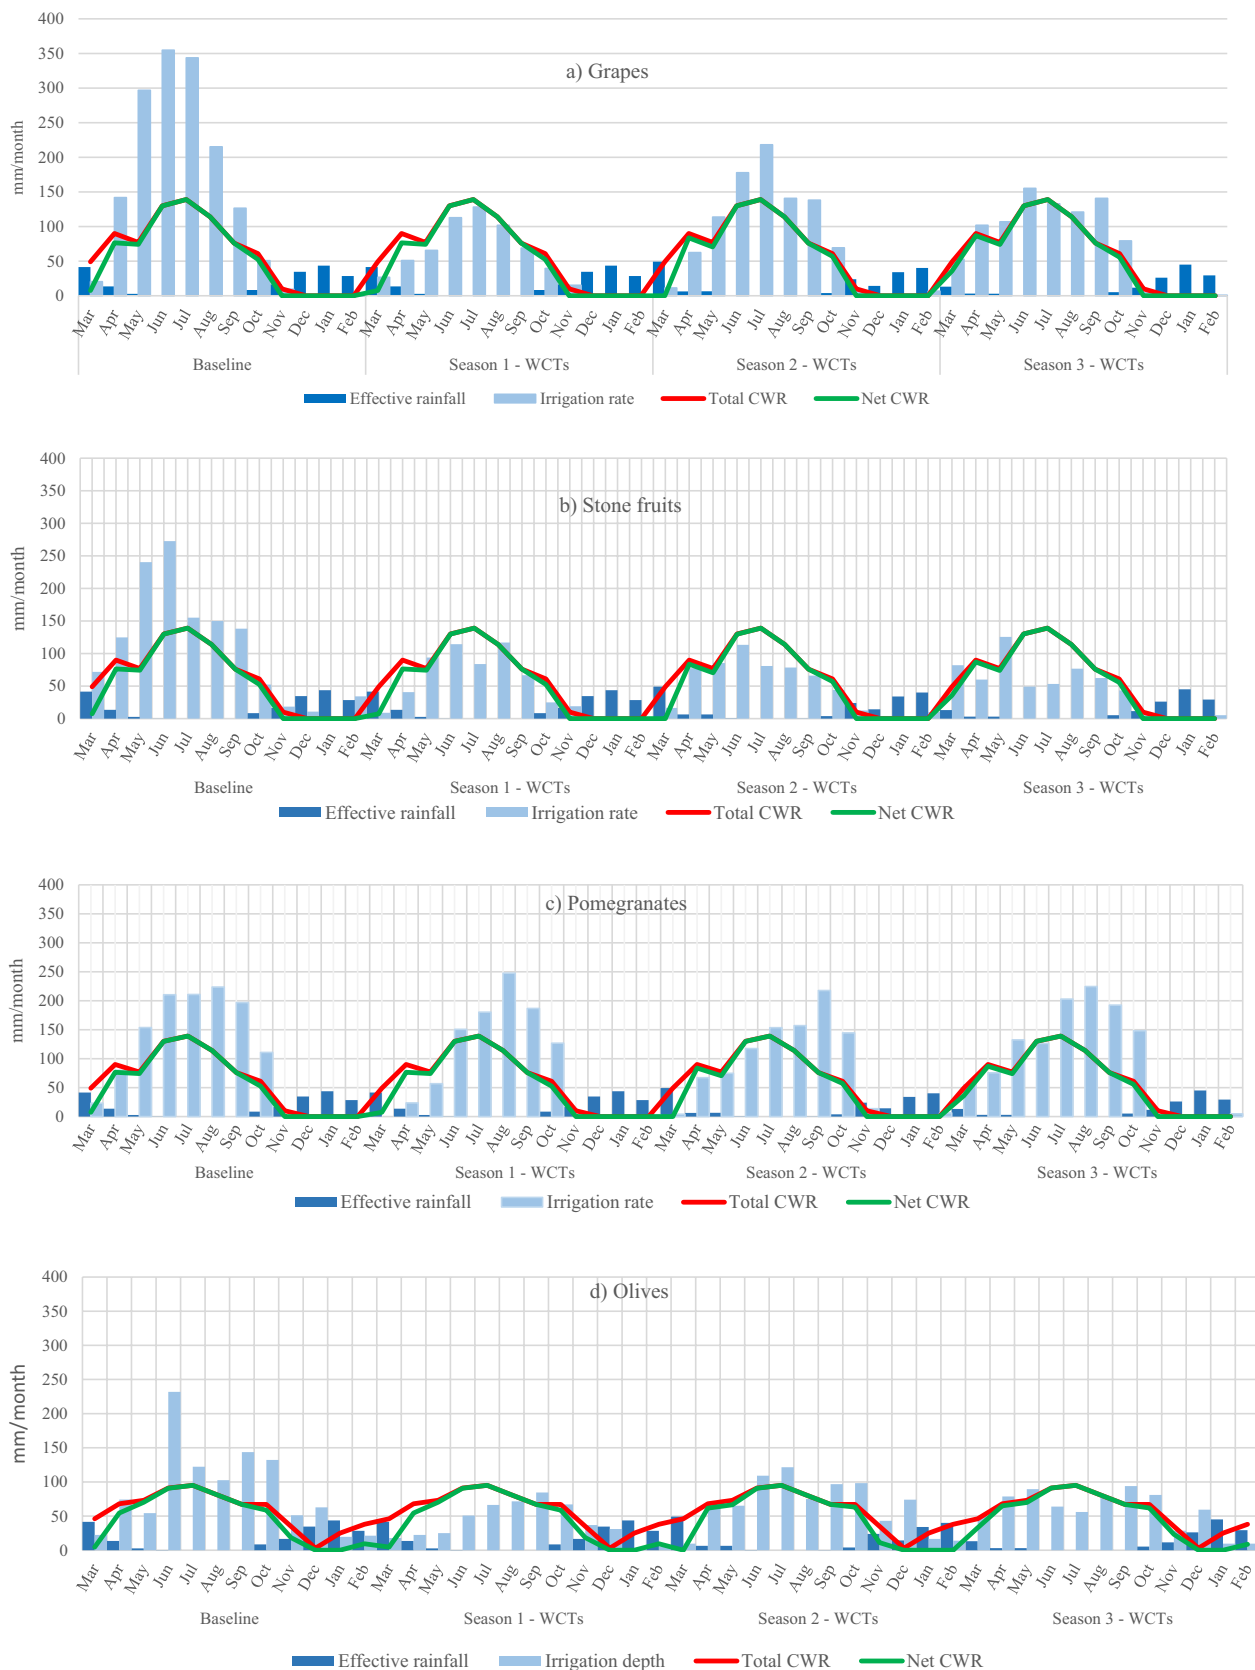 400
350
300
250
200
150
100
50
0
mm/month
a) Grapes
Mar Apr May Jun Jul Aug Sep Oct Nov Dec Jan Feb Mar Apr May Jun Jul Aug Sep Oct Nov Dec Jan Feb Mar Apr May Jun Jul Aug Sep Oct Nov Dec Jan Feb Mar Apr May Jun Jul Aug Sep Oct Nov Dec Jan Feb
Baseline Season 1 - WCTs Season 2 - WCTs Season 3 - WCTs
Effective rainfall Irrigation rate Total CWR Net CWR
400
350
300
250
200
150
100
50
0
mm/month
b) Stone fruits
Mar Apr May Jun Jul Aug Sep Oct Nov Dec Jan Feb Mar Apr May Jun Jul Aug Sep Oct Nov Dec Jan Feb Mar Apr May Jun Jul Aug Sep Oct Nov Dec Jan Feb Mar Apr May Jun Jul Aug Sep Oct Nov Dec Jan Feb
Baseline Season 1 - WCTs Season 2 - WCTs Season 3 - WCTs
Effective rainfall Irrigation rate Total CWR Net CWR
400
350
300
250
200
150
100
50
0
mm/month
c) Pomegranates
Mar Apr May Jun Jul Aug Sep Oct Nov Dec Jan Feb Mar Apr May Jun Jul Aug Sep Oct Nov Dec Jan Feb Mar Apr May Jun Jul Aug Sep Oct Nov Dec Jan Feb Mar Apr May Jun Jul Aug Sep Oct Nov Dec Jan Feb
Baseline Season 1 - WCTs Season 2 - WCTs Season 3 - WCTs
Effective rainfall Irrigation rate Total CWR Net CWR
400
350
300
250
200
150
100
50
0
mm/month
d) Olives
Mar Apr May Jun Jul Aug Sep Oct Nov Dec Jan Feb Mar Apr May Jun Jul Aug Sep Oct Nov Dec Jan Feb Mar Apr May Jun Jul Aug Sep Oct Nov Dec Jan Feb Mar Apr May Jun Jul Aug Sep Oct Nov Dec Jan Feb
Baseline Season 1 - WCTs Season 2 - WCTs Season 3 - WCTs
Effective rainfall Irrigation depth Total CWR Net CWR